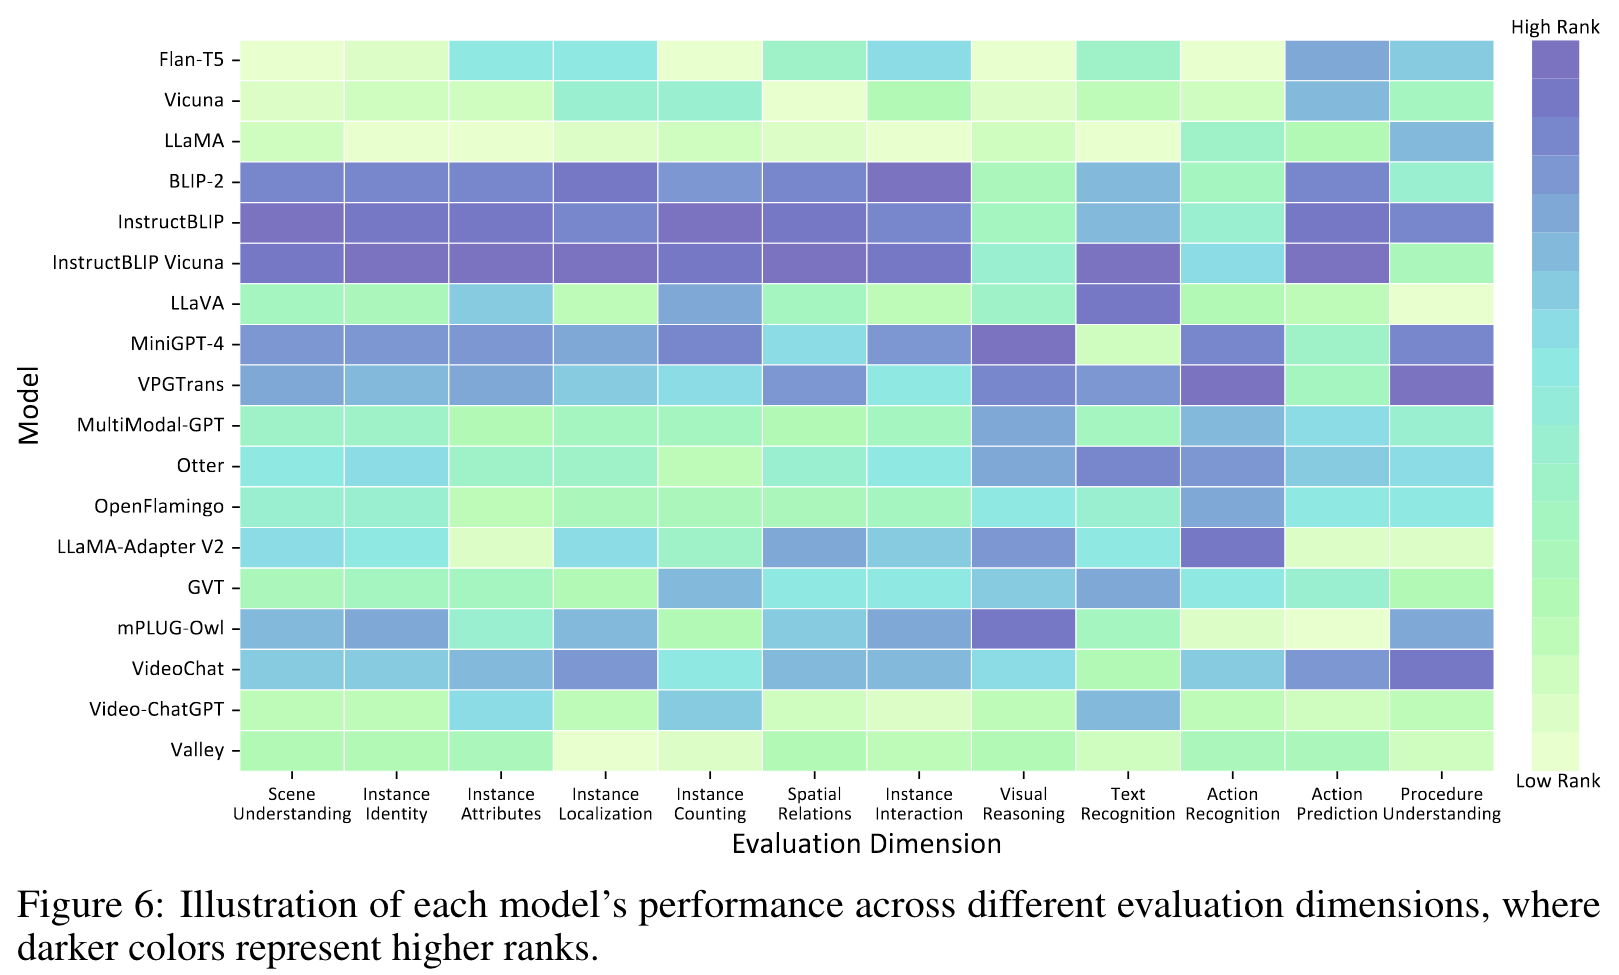 High Rank
Flan-T5
Vicuna
LLaMA
BLIP-2
InstructBLIP
InstructBLIP Vicuna
LLaVA
MiniGPT-4
VPGTrans
MultiModal-GPT
Otter
OpenFlamingo
LLaMA-Adapter V2
GVT
mPLUG-Owl
VideoChat
Video-ChatGPT
Valley
Model
Low Rank
Scene Understanding
Instance Identity
Instance Attributes
Instance Localization
Instance Counting
Spatial Relations
Instance Interaction
Visual Reasoning
Text Recognition
Action Recognition
Action Prediction
Procedure Understanding
Evaluation Dimension
Figure 6: Illustration of each model’s performance across different evaluation dimensions, where
darker colors represent higher ranks.